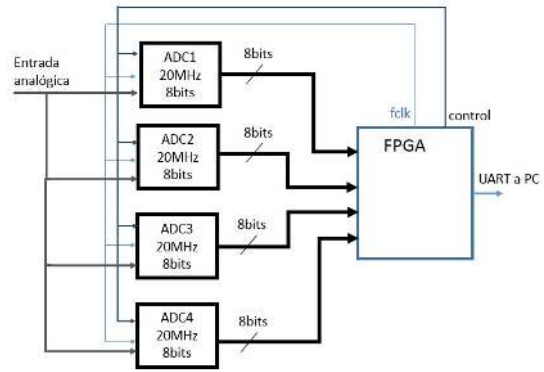 Entrada
analógica
ADC1
20MHz
8bits
8bits
ADC2
20MHz
8bits
8bits
ADC3
20MHz
8bits
8bits
ADC4
20MHz
8bits
8bits
fclk
control
FPGA
UART a PC